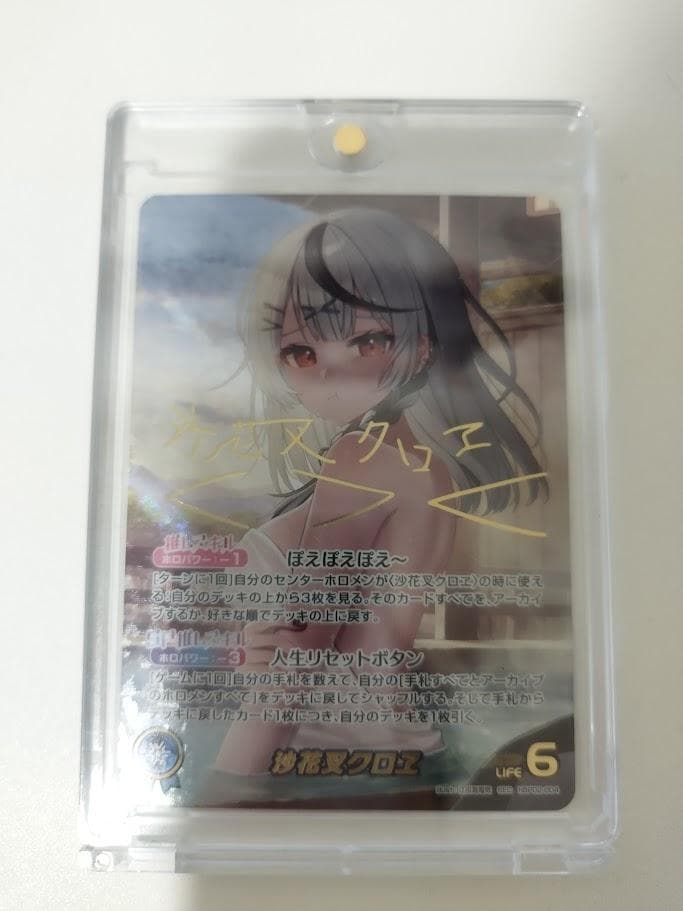 沙花叉クロヱ
推しスキル
ホロパワー：－1
ぽえぽえぽえ～
[ターンに1回]自分のセンターホロメンが〈沙花叉クロヱ〉の時に使え
る：自分のデッキの上から3枚を見る。そのカードすべてを、アーカイ
ブするか、好きな順でデッキの上に戻す。
SP推しスキル
ホロパワー：－3
人生リセットボタン
[ゲームに1回]自分の手札を数えて、自分の[手札すべてとアーカイブ
のホロメンすべて]をデッキに戻してシャッフルする。そして手札から
デッキに戻したカード1枚につき、自分のデッキを1枚引く。
推し
沙花叉クロヱ
LIFE 6